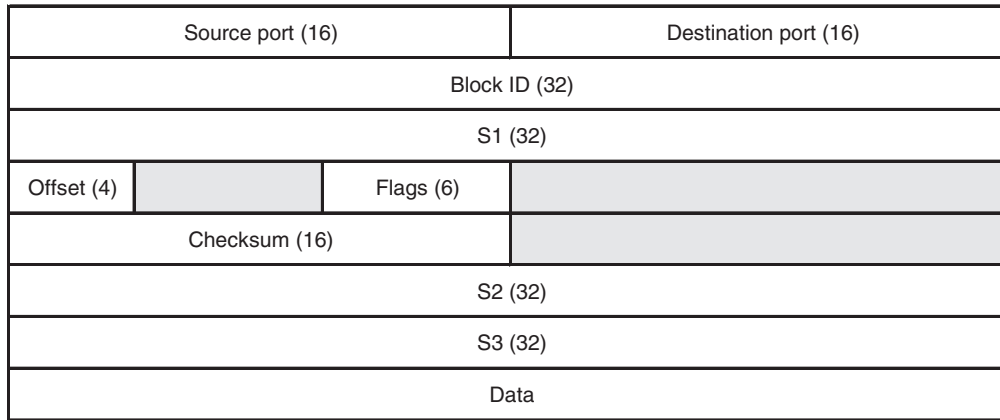 Source port (16) Destination port (16)
Block ID (32)
S1 (32)
Offset (4) Flags (6)
Checksum (16)
S2 (32)
S3 (32)
Data